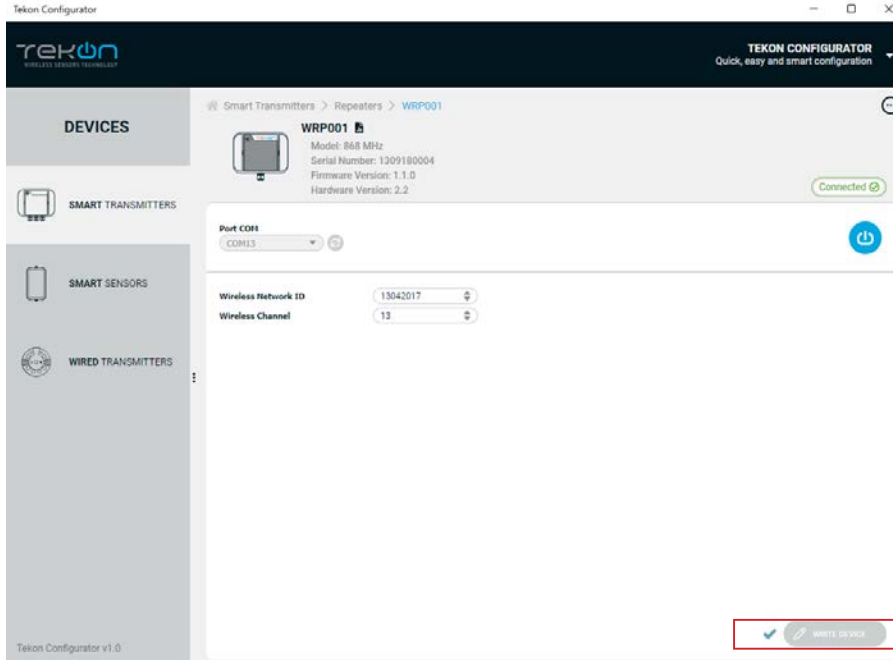 Tekon Configurator
Tekon
WIRELESS SENSORS TECHNOLOGY
TEKON CONFIGURATOR
Quick, easy and smart configuration
DEVICES
SMART TRANSMITTERS
SMART SENSORS
WIRED TRANSMITTERS
Tekon Configurator v1.0
Smart Transmitters > Repeaters > WRP001
WRP001
Model: 868 MHz
Serial Number: 1309180004
Firmware Version: 1.1.0
Hardware Version: 2.2
Connected
Port COM
COM13
Wireless Network ID 13042017
Wireless Channel 13
WRITE DEVICE